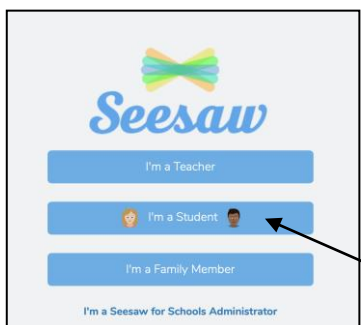 Seesaw
I'm a Teacher
I'm a Student
I'm a Family Member
I'm a Seesaw for Schools Administrator